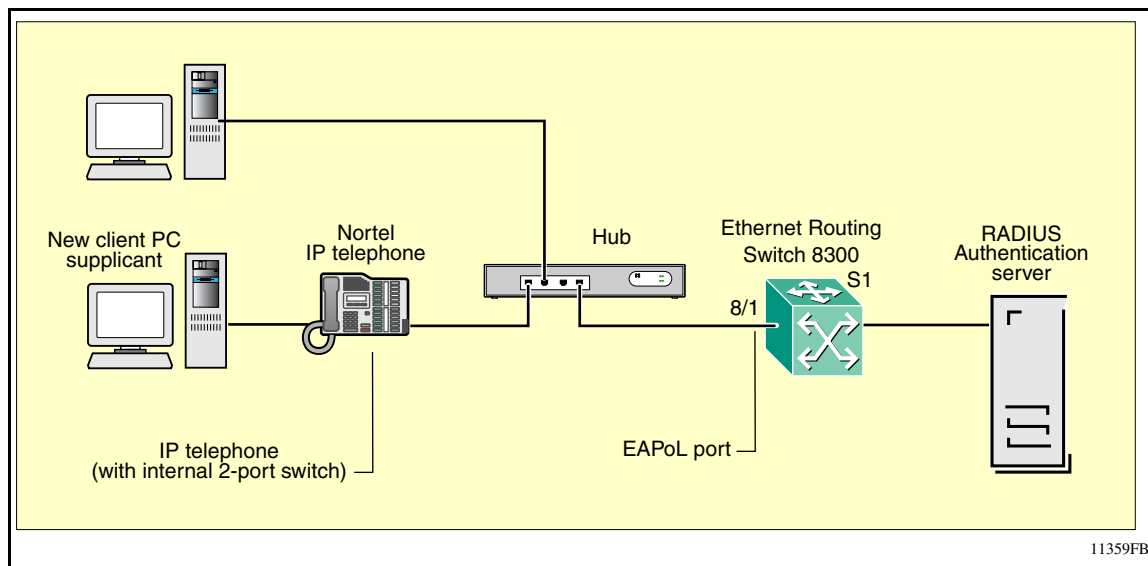 New client PC
supplicant
Nortel
IP telephone
Hub
Ethernet Routing
Switch 8300
S1
8/1
RADIUS
Authentication
server
IP telephone
(with internal 2-port switch)
EAPoL port
11359FB